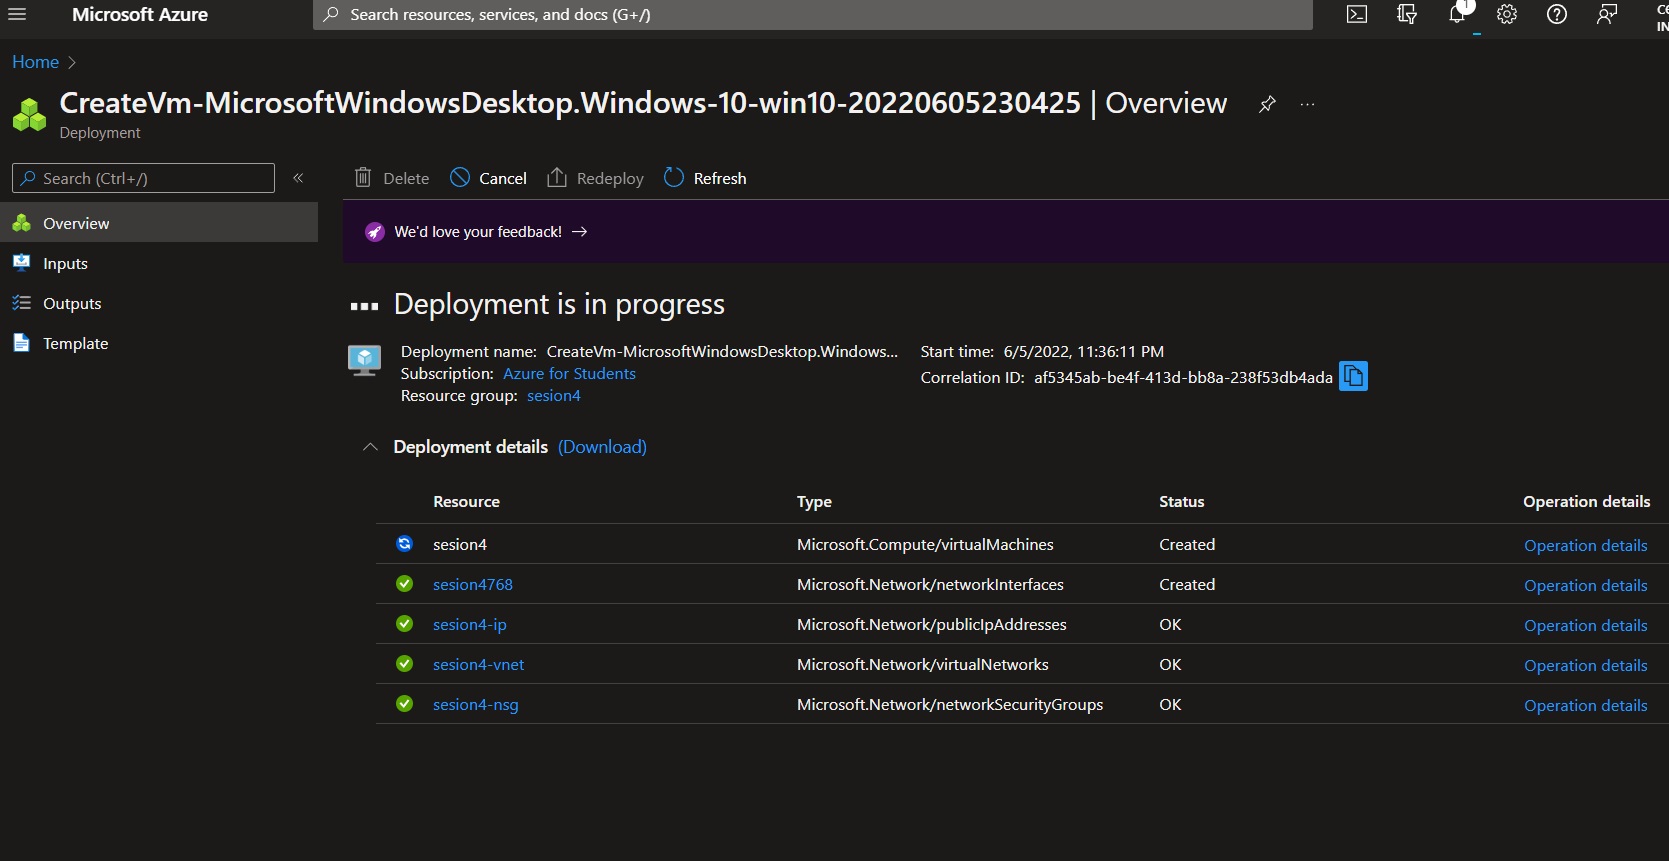 Microsoft Azure
Search resources, services, and docs (G+/)
1
Home
CreateVm-MicrosoftWindowsDesktop.Windows-10-win10-20220605230425 | Overview
Deployment
Search (Ctrl+/)
Delete
Cancel
Redeploy
Refresh
Overview
Inputs
Outputs
Template
We'd love your feedback! →
Deployment is in progress
Deployment name: CreateVm-MicrosoftWindowsDesktop.Windows...
Subscription: Azure for Students
Resource group: sesion4
Start time: 6/5/2022, 11:36:11 PM
Correlation ID: af5345ab-be4f-413d-bb8a-238f53db4ada
Deployment details (Download)
Resource Type Status Operation details
sesion4 Microsoft.Compute/virtualMachines Created Operation details
sesion4768 Microsoft.Network/networkInterfaces Created Operation details
sesion4-ip Microsoft.Network/publicIpAddresses OK Operation details
sesion4-vnet Microsoft.Network/virtualNetworks OK Operation details
sesion4-nsg Microsoft.Network/networkSecurityGroups OK Operation details